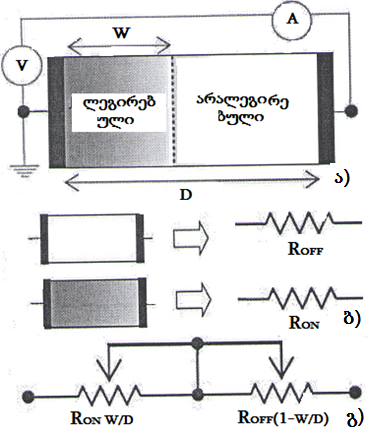 W
A
V
ლეგირებ
ული
არალეგირე
ბული
ა)
D
ROFF
RON
ბ)
RON W/D
ROFF(1-W/D)
გ)